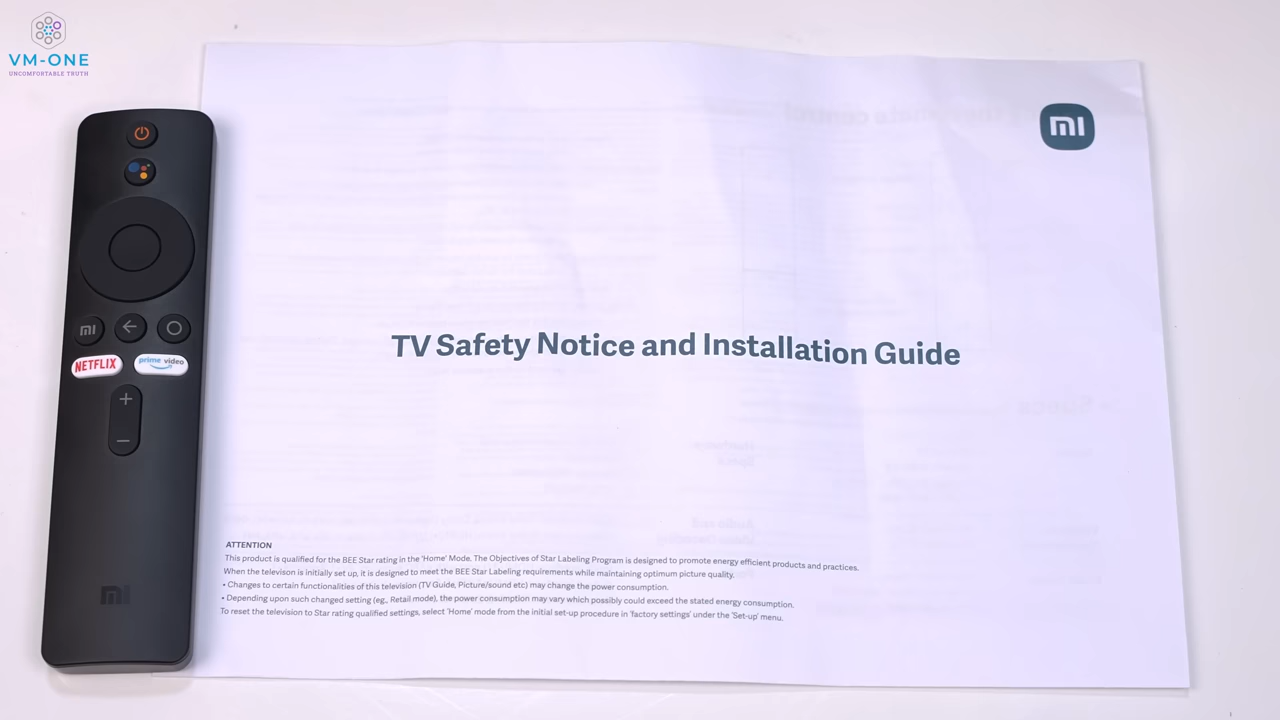 VM-ONE
UNCOMFORTABLE TRUTH
mi
TV Safety Notice and Installation Guide
mi
NETFLIX
prime video
+
−
mi
ATTENTION
This product is qualified for the BEE Star rating in the 'Home' Mode. The Objectives of Star Labeling Program is designed to promote energy efficient products and practices.
When the televison is initially set up, it is designed to meet the BEE Star Labeling requirements while maintaining optimum picture quality.
• Changes to certain functionalities of this television (TV Guide, Picture/sound etc) may change the power consumption.
• Depending upon such changed setting (eg., Retail mode), the power consumption may vary which possibly could exceed the stated energy consumption.
To reset the television to Star rating qualified settings, select 'Home' mode from the initial set-up procedure in 'factory settings' under the 'Set-up' menu.